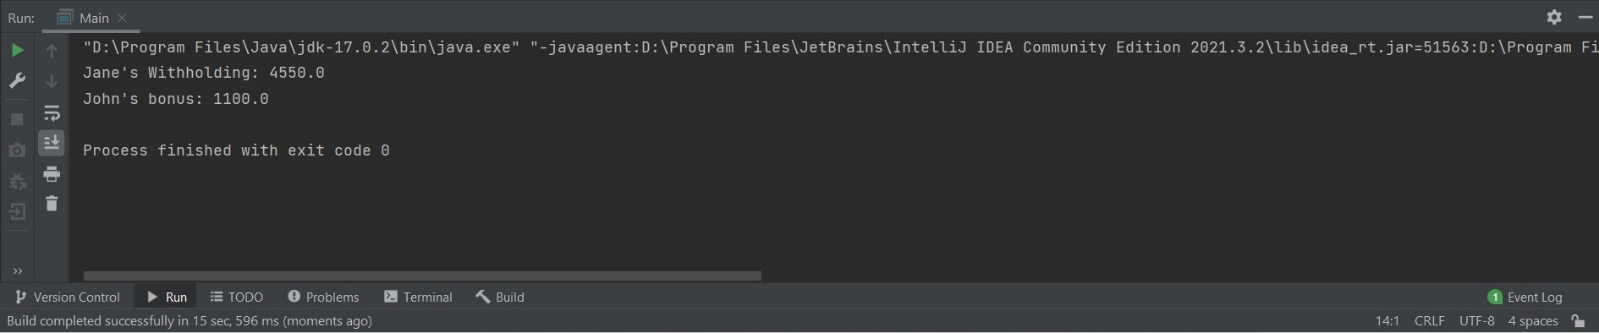 Run: Main
"D:\Program Files\Java\jdk-17.0.2\bin\java.exe" "-javaagent:D:\Program Files\JetBrains\IntelliJ IDEA Community Edition 2021.3.2\lib\idea_rt.jar=51563:D:\Program Fi
Jane's Withholding: 4550.0
John's bonus: 1100.0
Process finished with exit code 0
Version Control Run TODO Problems Terminal Build 1 Event Log
Build completed successfully in 15 sec, 596 ms (moments ago) 14:1 CRLF UTF-8 4 spaces